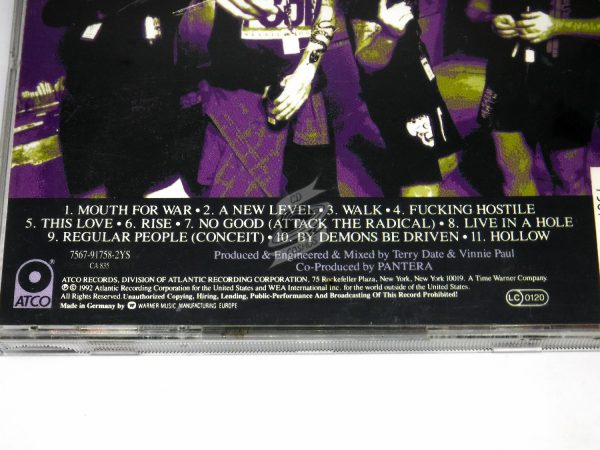 1. MOUTH FOR WAR • 2. A NEW LEVEL • 3. WALK • 4. FUCKING HOSTILE
5. THIS LOVE • 6. RISE • 7. NO GOOD (ATTACK THE RADICAL) • 8. LIVE IN A HOLE
9. REGULAR PEOPLE (CONCEIT) • 10. BY DEMONS BE DRIVEN • 11. HOLLOW
7567-91758-2YS
CA 835
Produced & Engineered & Mixed by Terry Date & Vinnie Paul
Co-Produced by PANTERA
ATCO
ATCO RECORDS, DIVISION OF ATLANTIC RECORDING CORPORATION, 75 Rockefeller Plaza, New York, New York 10019. A Time Warner Company.
℗ © 1992 Atlantic Recording Corporation for the United States and WEA International Inc. for the world outside of the United States.
All Rights Reserved. Unauthorized Copying, Hiring, Lending, Public-Performance And Broadcasting Of This Record Prohibited!
Made in Germany by WARNER MUSIC MANUFACTURING EUROPE
LC 0120